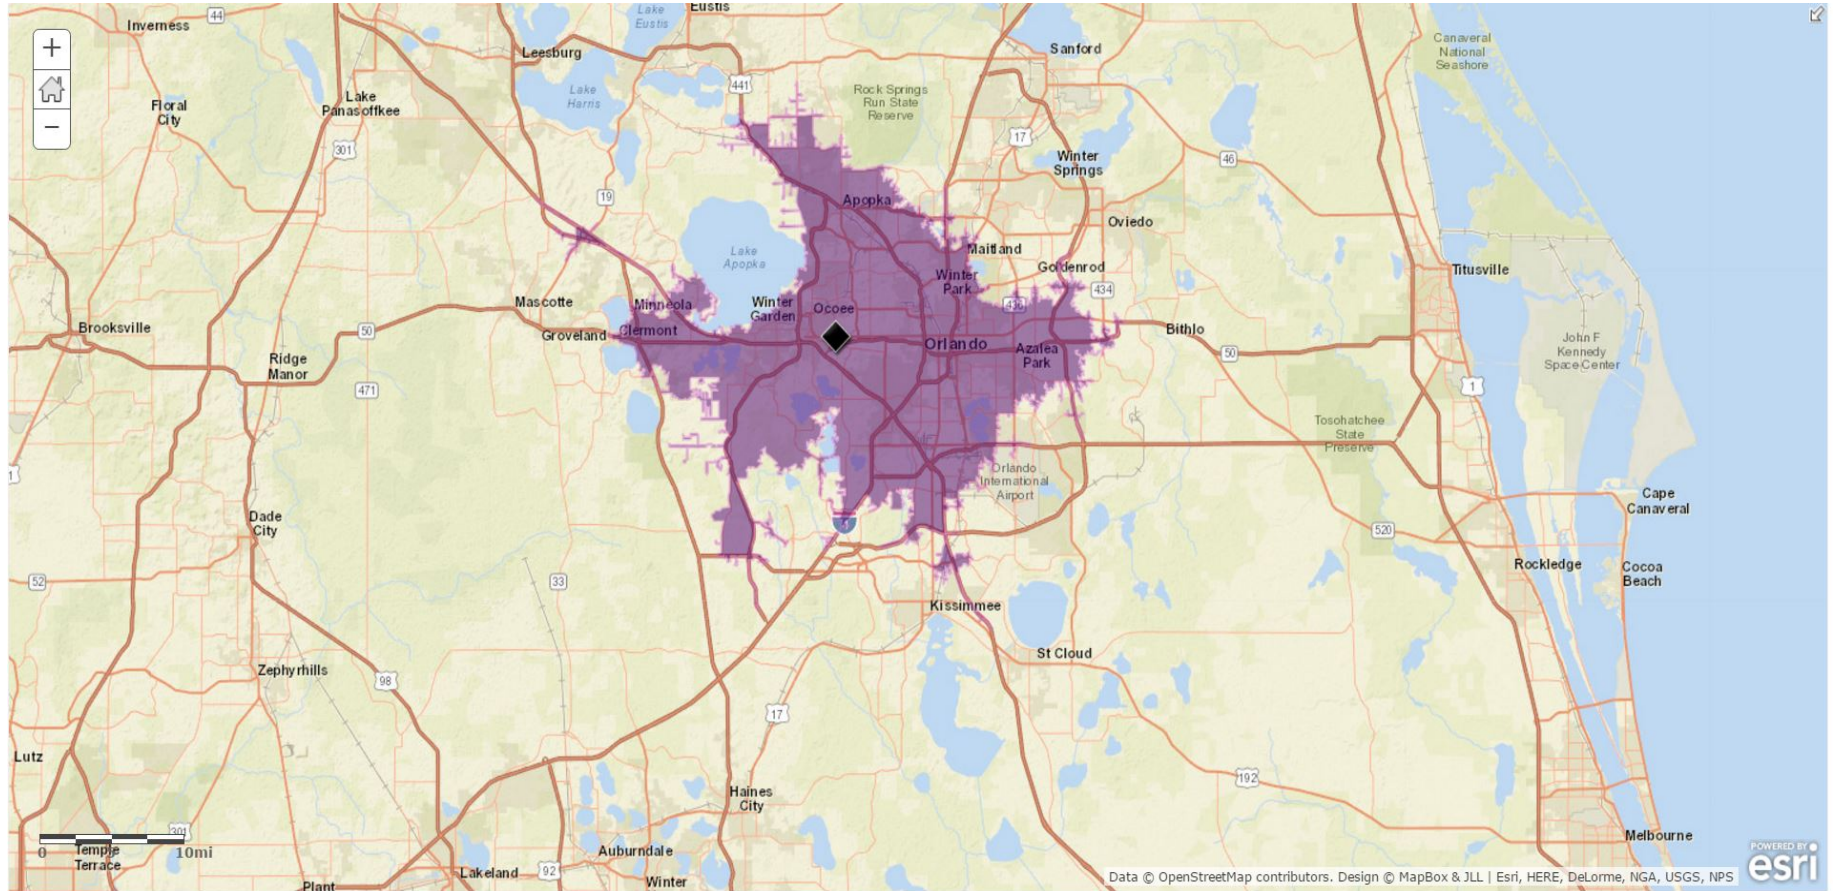 Inverness
44
Lake
Eustis
Eustis
Leesburg
Sanford
Canaveral
National
Seashore
+
−
Floral
City
Lake
Panasoffkee
Lake
Harris
441
Rock Springs
Run State
Reserve
17
301
Winter
Springs
46
19
Apopka
Oviedo
Lake
Apopka
Maitland
Goldenrod
Titusville
Winter
Park
434
436
Mascotte
Minneola
Winter
Garden
Ocoee
Brooksville
50
Groveland
Clermont
Orlando
Azalea
Park
Bithlo
50
John F
Kennedy
Space Center
Ridge
Manor
471
1
Tosohatchee
State
Preserve
1
Orlando
International
Airport
Cape
Canaveral
Dade
City
4
520
52
33
Rockledge
Cocoa
Beach
Kissimmee
St Cloud
Zephyrhills
98
17
Lutz
192
Haines
City
301
0
10mi
Temple
Terrace
Auburndale
Melbourne
Plant
Lakeland
92
Winter
Data © OpenStreetMap contributors. Design © MapBox & JLL | Esri, HERE, DeLorme, NGA, USGS, NPS
POWERED BY
esri